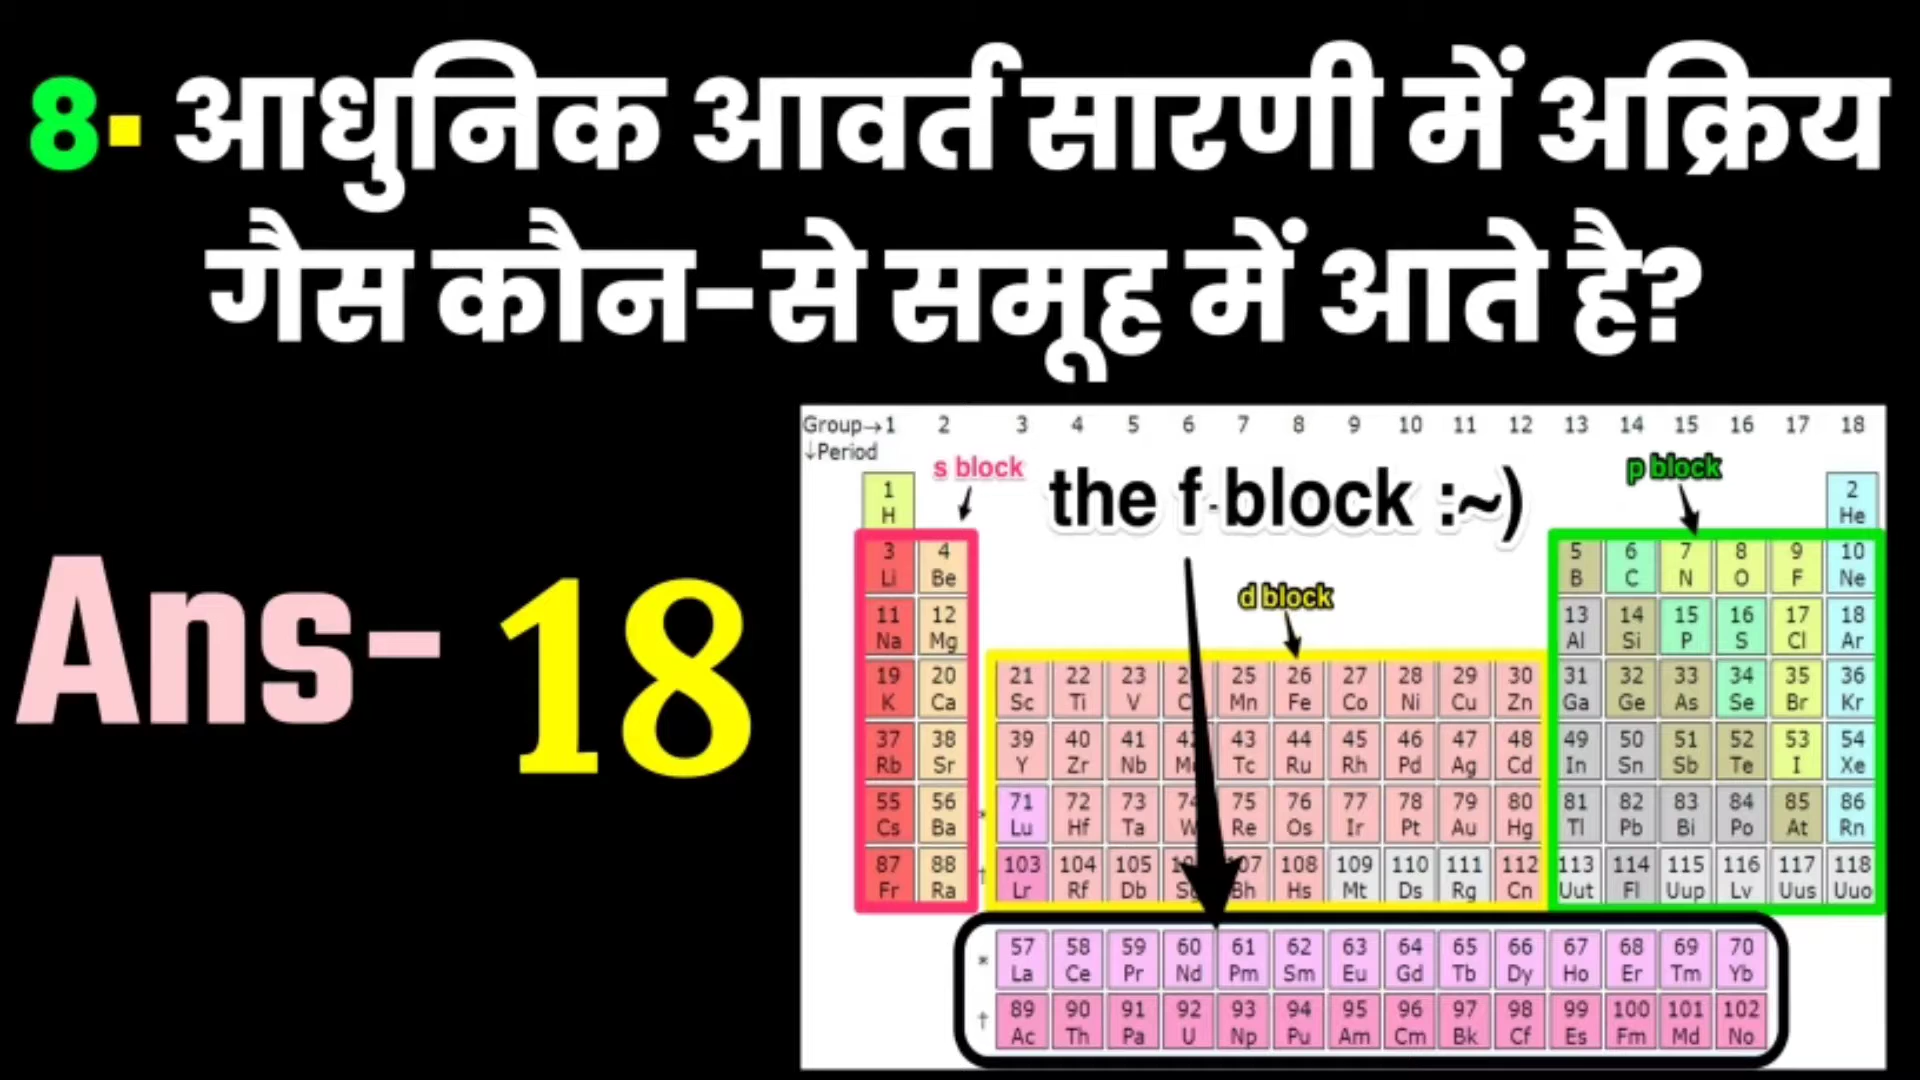 8. आधुनिक आवर्त सारणी में अक्रिय
गैस कौन-से समूह में आते है?
Ans- 18
Group→1 2 3 4 5 6 7 8 9 10 11 12 13 14 15 16 17 18
↓Period
s block
the f-block :~)
p block
d block
1 2
H He
3 4 5 6 7 8 9 10
Li Be B C N O F Ne
11 12 13 14 15 16 17 18
Na Mg Al Si P S Cl Ar
19 20 21 22 23 25 26 27 28 29 30 31 32 33 34 35 36
K Ca Sc Ti V Mn Fe Co Ni Cu Zn Ga Ge As Se Br Kr
37 38 39 40 41 42 43 44 45 46 47 48 49 50 51 52 53 54
Rb Sr Y Zr Nb Tc Ru Rh Pd Ag Cd In Sn Sb Te I Xe
55 56 * 71 72 73 74 75 76 77 78 79 80 81 82 83 84 85 86
Cs Ba Lu Hf Ta W Re Os Ir Pt Au Hg Tl Pb Bi Po At Rn
87 88 † 103 104 105 108 109 110 111 112 113 114 115 116 117 118
Fr Ra Lr Rf Db Bh Hs Mt Ds Rg Cn Uut Fl Uup Lv Uus Uuo
* 57 58 59 60 61 62 63 64 65 66 67 68 69 70
La Ce Pr Nd Pm Sm Eu Gd Tb Dy Ho Er Tm Yb
† 89 90 91 92 93 94 95 96 97 98 99 100 101 102
Ac Th Pa U Np Pu Am Cm Bk Cf Es Fm Md No